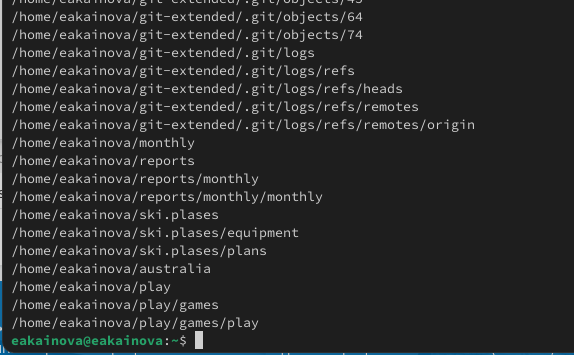 /home/eakainova/git-extended/.git/objects/64
/home/eakainova/git-extended/.git/objects/74
/home/eakainova/git-extended/.git/logs
/home/eakainova/git-extended/.git/logs/refs
/home/eakainova/git-extended/.git/logs/refs/heads
/home/eakainova/git-extended/.git/logs/refs/remotes
/home/eakainova/git-extended/.git/logs/refs/remotes/origin
/home/eakainova/monthly
/home/eakainova/reports
/home/eakainova/reports/monthly
/home/eakainova/reports/monthly/monthly
/home/eakainova/ski.plases
/home/eakainova/ski.plases/equipment
/home/eakainova/ski.plases/plans
/home/eakainova/australia
/home/eakainova/play
/home/eakainova/play/games
/home/eakainova/play/games/play
eakainova@eakainova:~$